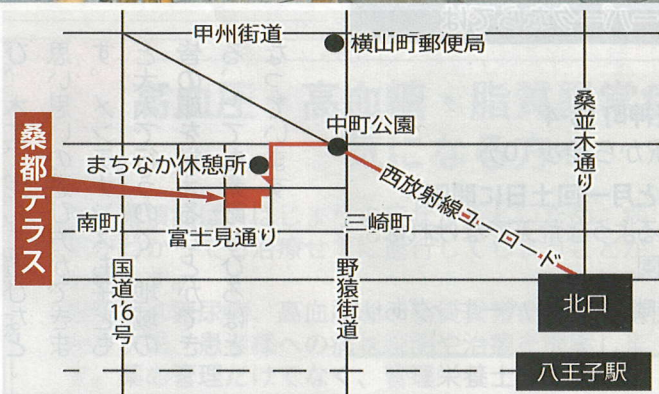 甲州街道
横山町郵便局
桑並木通り
中町公園
まちなか休憩所
桑都テラス
西放射線ユーロード
南町
富士見通り
三崎町
国道16号
野猿街道
北口
八王子駅